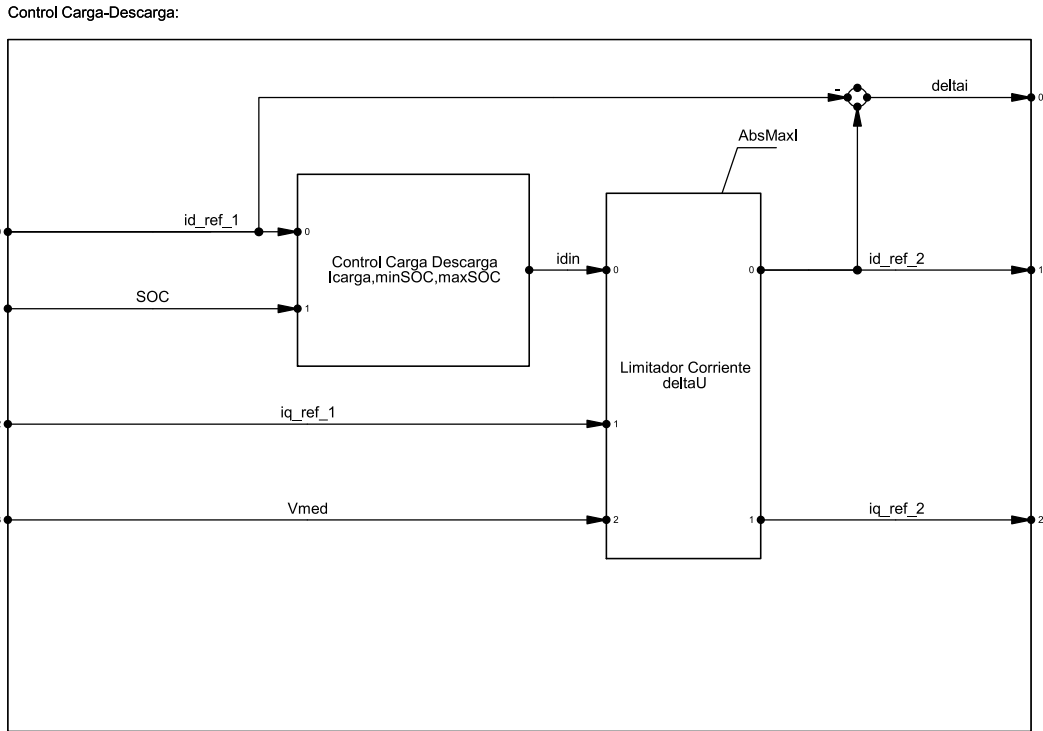 Control Carga-Descarga:
-
deltai
0
AbsMaxI
id_ref_1
0
Control Carga Descarga
Icarga,minSOC,maxSOC
idin
0
0
id_ref_2
1
SOC
1
Limitador Corriente
deltaU
iq_ref_1
1
Vmed
2
1
iq_ref_2
2